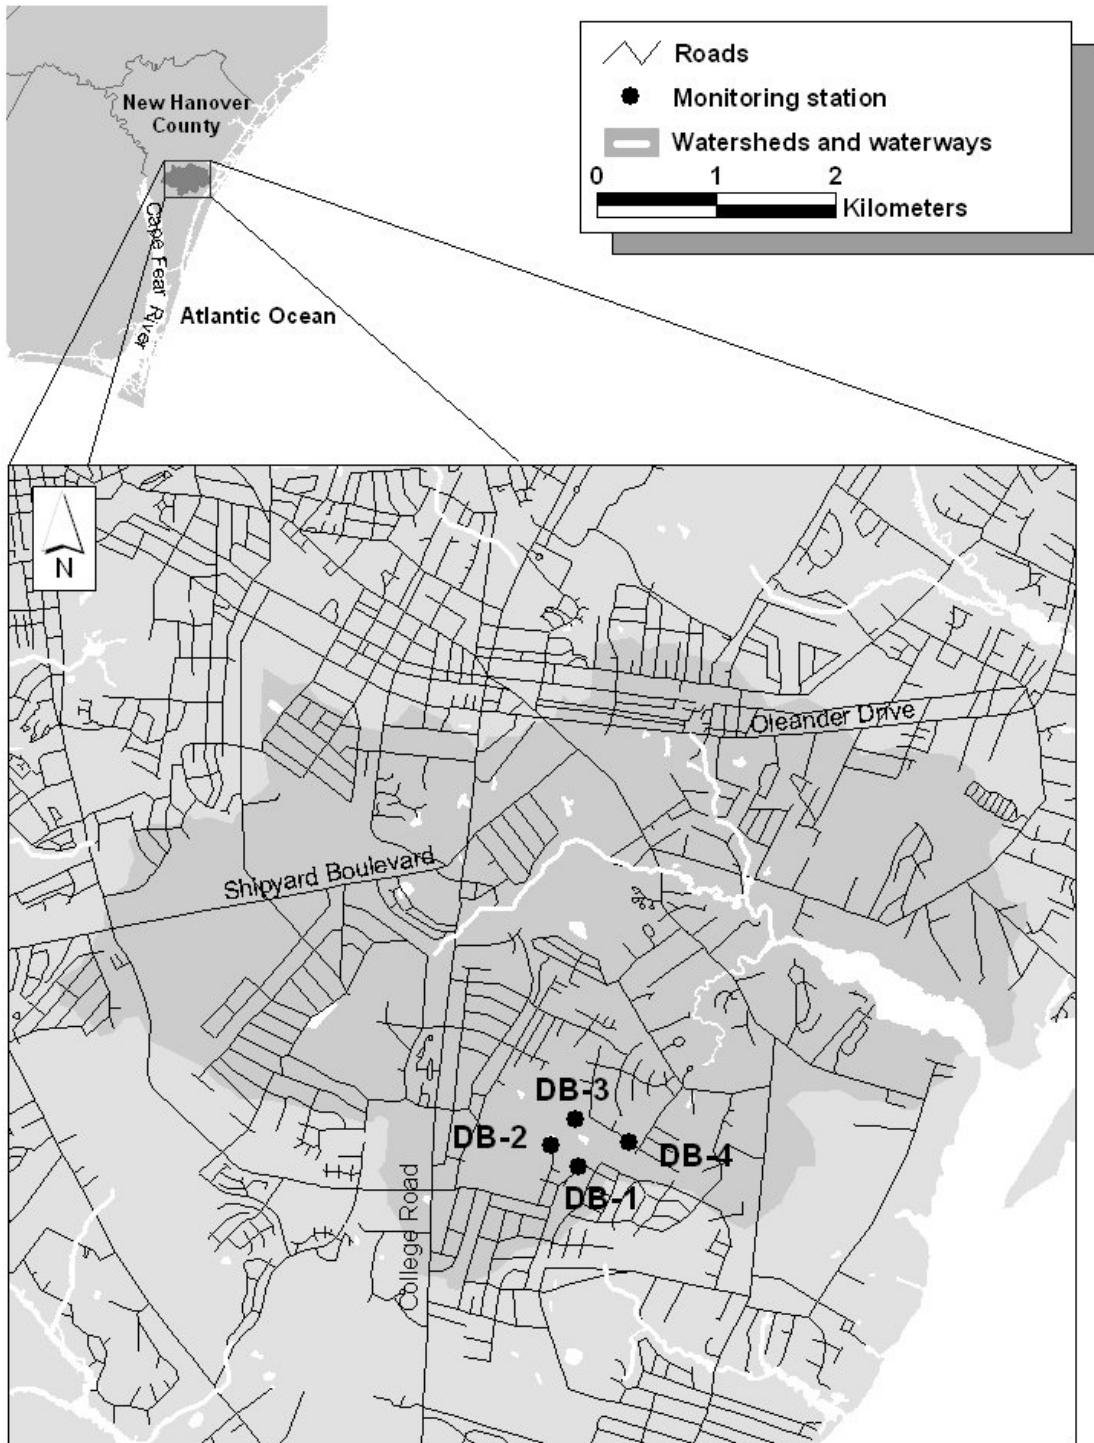 New Hanover
County
Cape Fear River
Atlantic Ocean
Roads
Monitoring station
Watersheds and waterways
0 1 2
Kilometers
N
Oleander Drive
Shipyard Boulevard
DB-3
DB-2
DB-4
DB-1
College Road